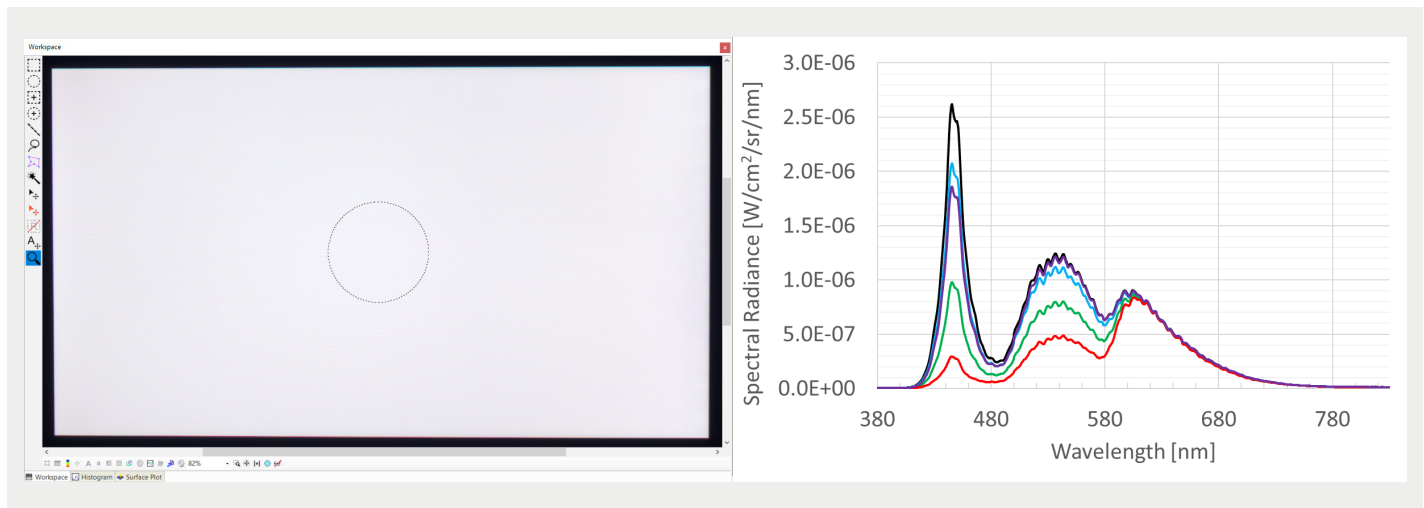 Workspace
x
A
A a
82%
Workspace Histogram Surface Plot
3.0E-06
2.5E-06
2.0E-06
1.5E-06
1.0E-06
5.0E-07
0.0E+00
Spectral Radiance [W/cm²/sr/nm]
380 480 580 680 780
Wavelength [nm]